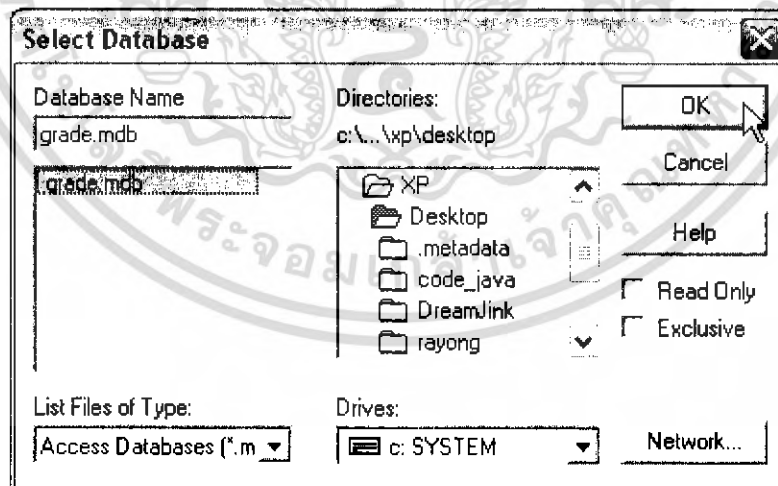 Select Database
Database Name
grade.mdb
grade.mdb
Directories:
c:\...\xp\desktop
XP
Desktop
.metadata
code_java
DreamJink
rayong
OK
Cancel
Help
Read Only
Exclusive
List Files of Type:
Access Databases (*.m
Drives:
c: SYSTEM
Network...